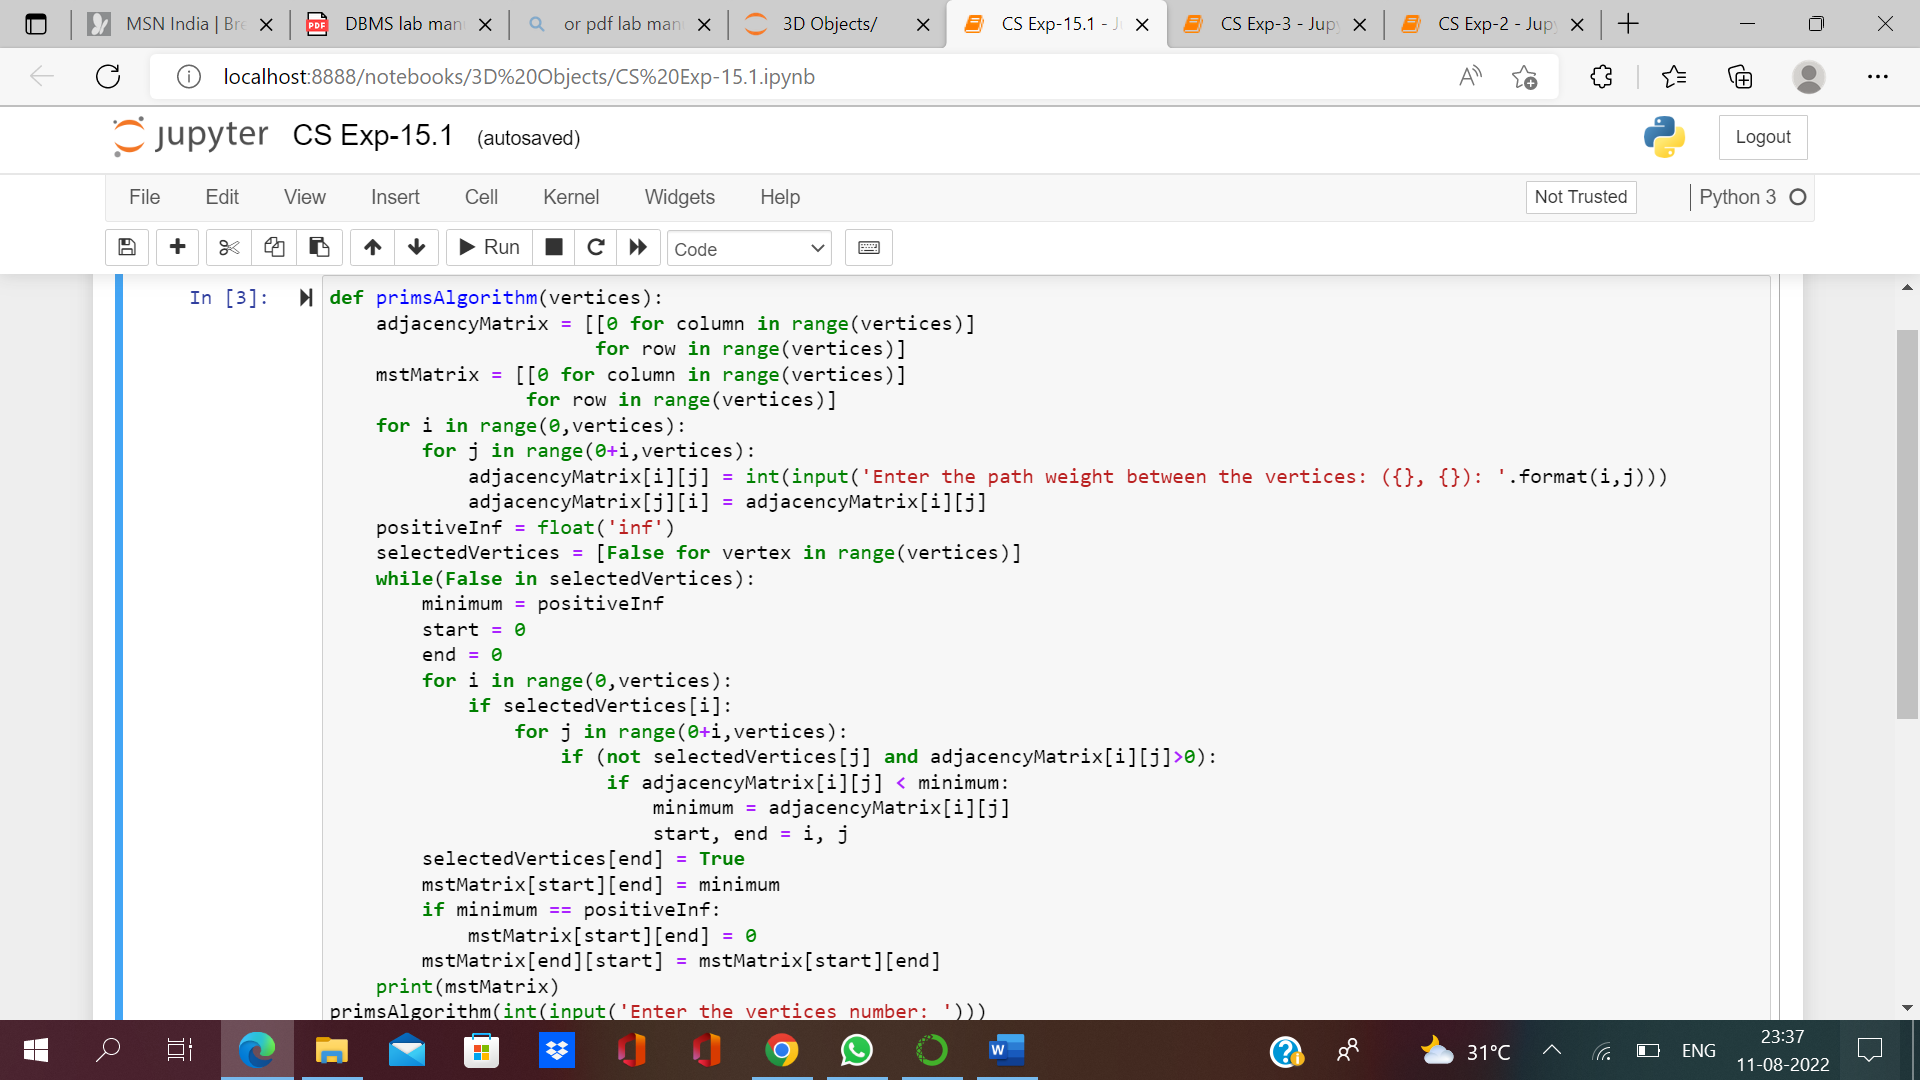 MSN India | Bre
DBMS lab man
or pdf lab man
3D Objects/
CS Exp-15.1 - J
CS Exp-3 - Jup
CS Exp-2 - Jup
localhost:8888/notebooks/3D%20Objects/CS%20Exp-15.1.ipynb
jupyter CS Exp-15.1 (autosaved)
Logout
File Edit View Insert Cell Kernel Widgets Help
Not Trusted
Python 3
Run
Code
In [3]:
def primsAlgorithm(vertices):
    adjacencyMatrix = [[0 for column in range(vertices)]
                       for row in range(vertices)]
    mstMatrix = [[0 for column in range(vertices)]
                 for row in range(vertices)]
    for i in range(0,vertices):
        for j in range(0+i,vertices):
            adjacencyMatrix[i][j] = int(input('Enter the path weight between the vertices: ({}, {}): '.format(i,j)))
            adjacencyMatrix[j][i] = adjacencyMatrix[i][j]
    positiveInf = float('inf')
    selectedVertices = [False for vertex in range(vertices)]
    while(False in selectedVertices):
        minimum = positiveInf
        start = 0
        end = 0
        for i in range(0,vertices):
            if selectedVertices[i]:
                for j in range(0+i,vertices):
                    if (not selectedVertices[j] and adjacencyMatrix[i][j]>0):
                        if adjacencyMatrix[i][j] < minimum:
                            minimum = adjacencyMatrix[i][j]
                            start, end = i, j
        selectedVertices[end] = True
        mstMatrix[start][end] = minimum
        if minimum == positiveInf:
            mstMatrix[start][end] = 0
        mstMatrix[end][start] = mstMatrix[start][end]
    print(mstMatrix)
primsAlgorithm(int(input('Enter the vertices number: ')))
31°C
ENG
23:37
11-08-2022